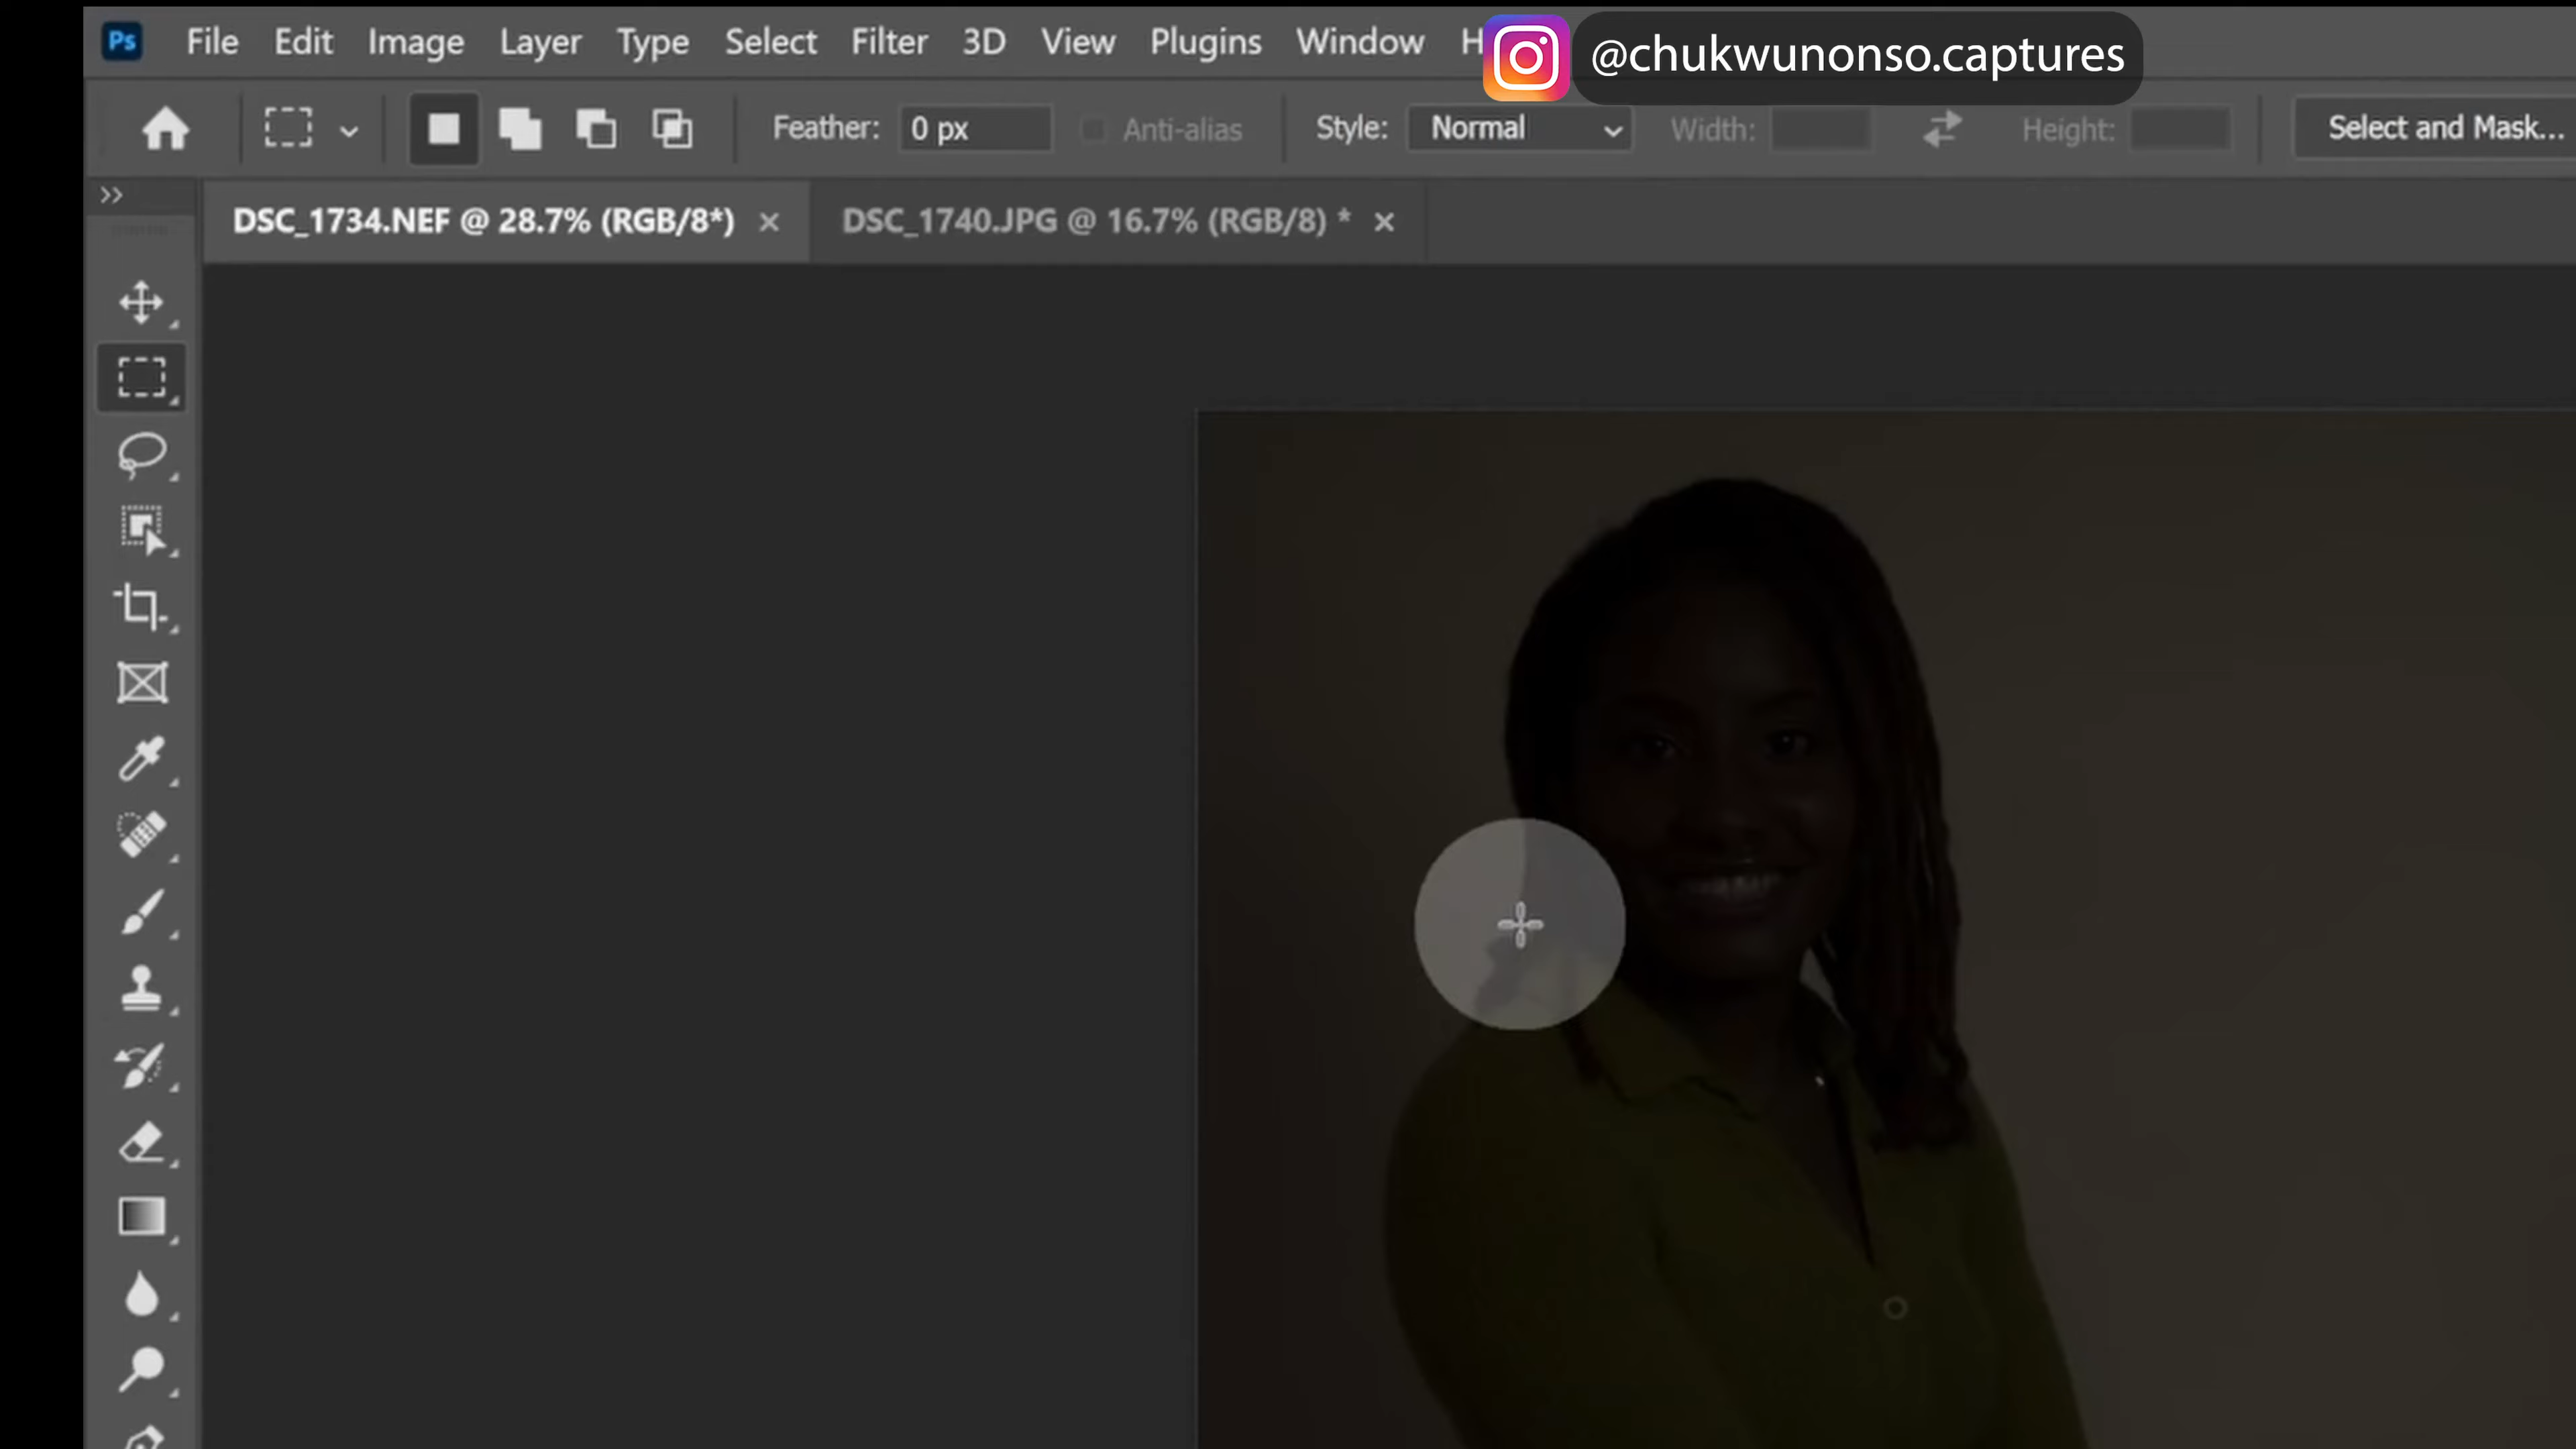 Ps File Edit Image Layer Type Select Filter 3D View Plugins Window H
@chukwunonso.captures
Feather: 0 px Anti-alias Style: Normal Width: Height: Select and Mask...
DSC_1734.NEF @ 28.7% (RGB/8*) × DSC_1740.JPG @ 16.7% (RGB/8) * ×